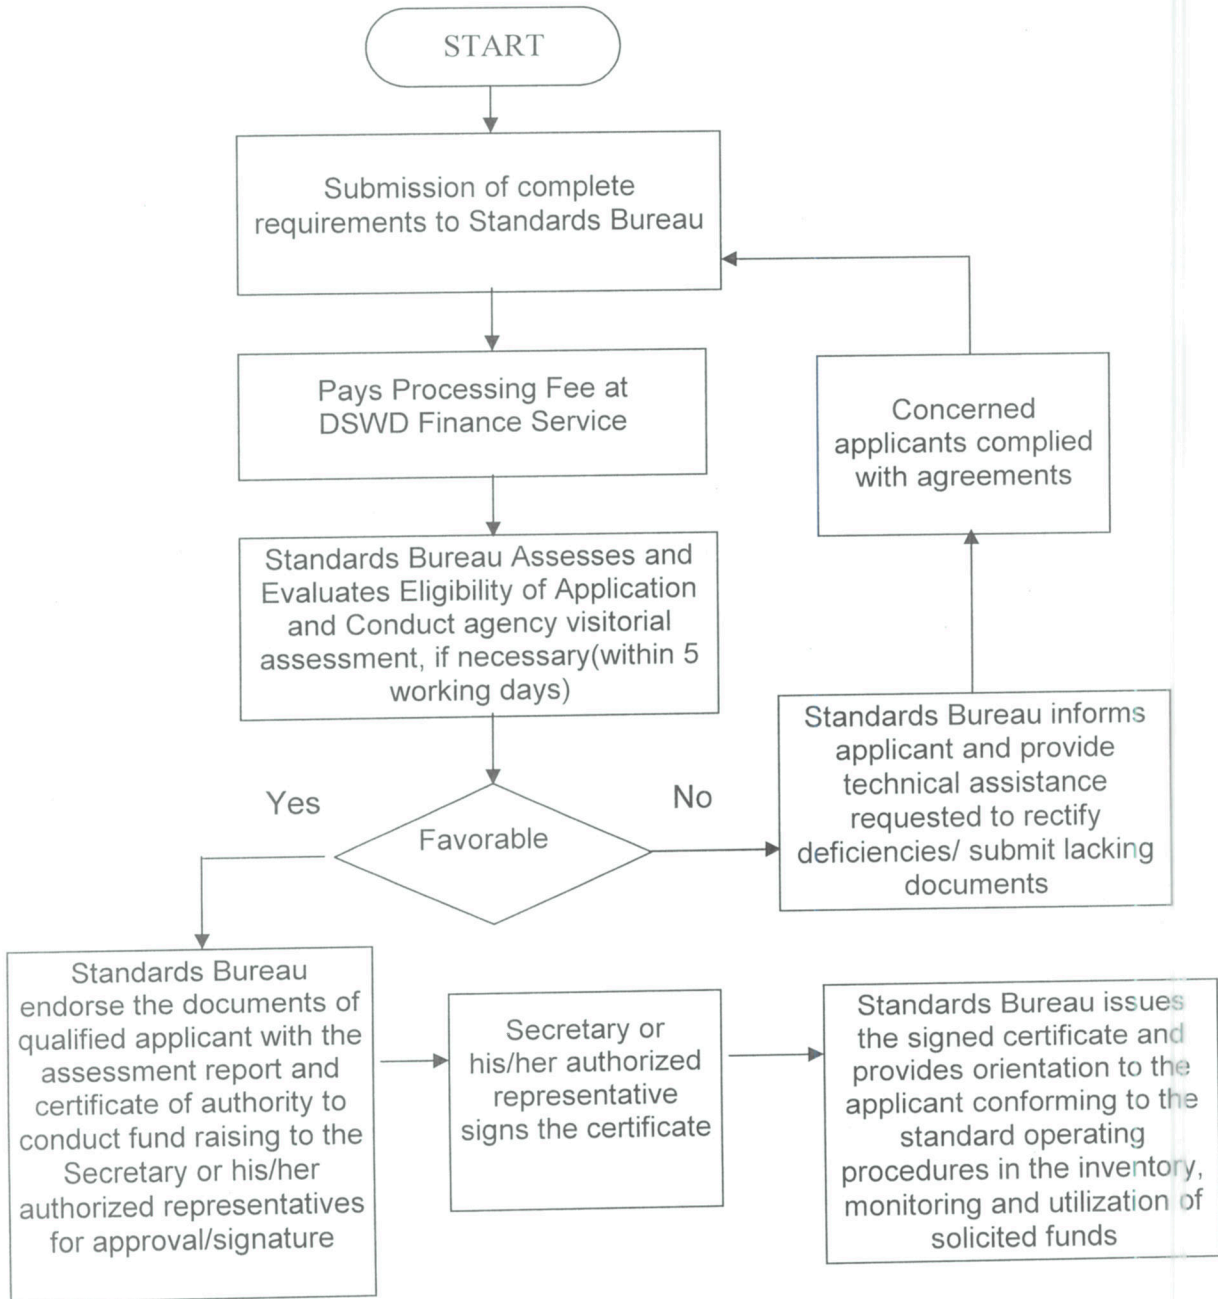 START
Submission of complete
requirements to Standards Bureau
Pays Processing Fee at
DSWD Finance Service
Concerned
applicants complied
with agreements
Standards Bureau Assesses and
Evaluates Eligibility of Application
and Conduct agency visitorial
assessment, if necessary(within 5
working days)
Standards Bureau informs
applicant and provide
technical assistance
requested to rectify
deficiencies/ submit lacking
documents
Yes
Favorable
No
Standards Bureau
endorse the documents of
qualified applicant with the
assessment report and
certificate of authority to
conduct fund raising to the
Secretary or his/her
authorized representatives
for approval/signature
Secretary or
his/her authorized
representative
signs the certificate
Standards Bureau issues
the signed certificate and
provides orientation to the
applicant conforming to the
standard operating
procedures in the inventory,
monitoring and utilization of
solicited funds